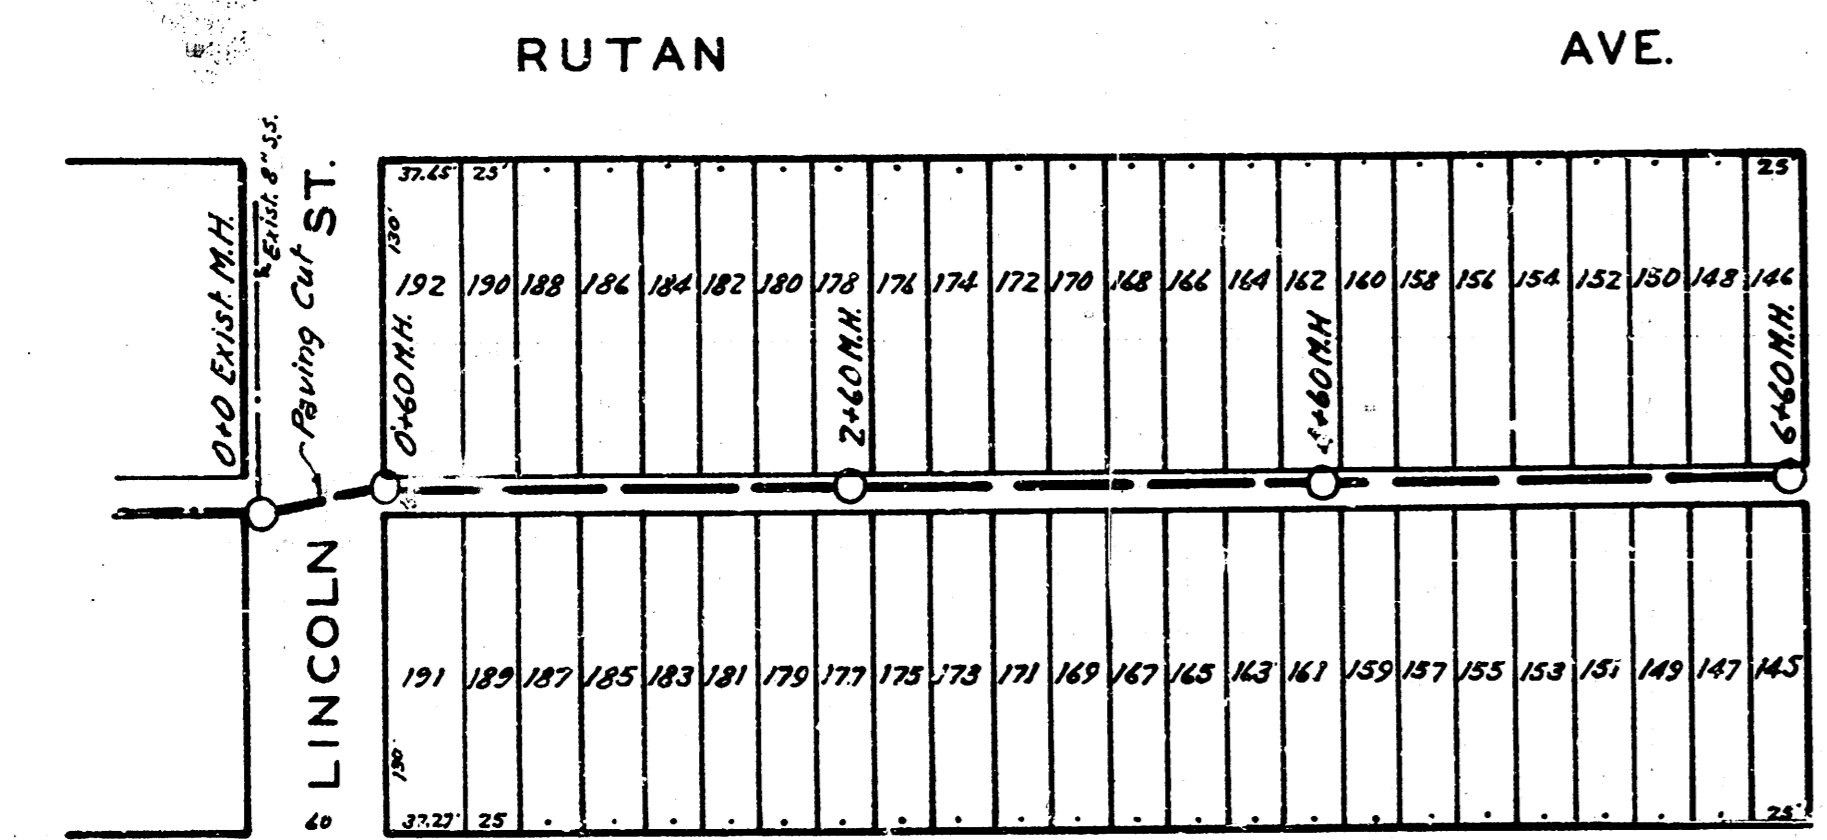 RUTAN AVE.
Exist. 8" S.S.
Paving Cut
0+0 Exist. M.H.
LINCOLN ST.
60
37.65' 25' 25'
130'
192 190 188 186 184 182 180 178 176 174 172 170 168 166 164 162 160 158 156 154 152 150 148 146
0+60 M.H. 2+60 M.H. +60 M.H 6+60 M.H.
191 189 187 185 183 181 179 177 175 173 171 169 167 165 163 161 159 157 155 153 151 149 147 145
130'
37.27' 25 25'